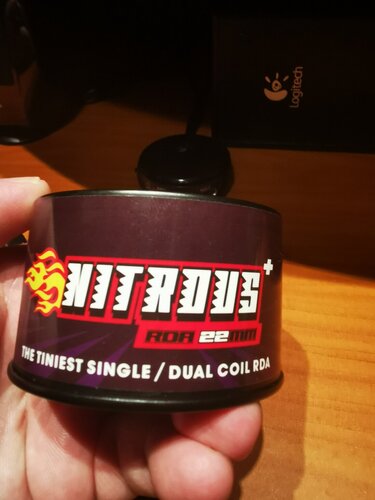 Logitech
NITROUS+
RDA 22MM
THE TINIEST SINGLE / DUAL COIL RDA